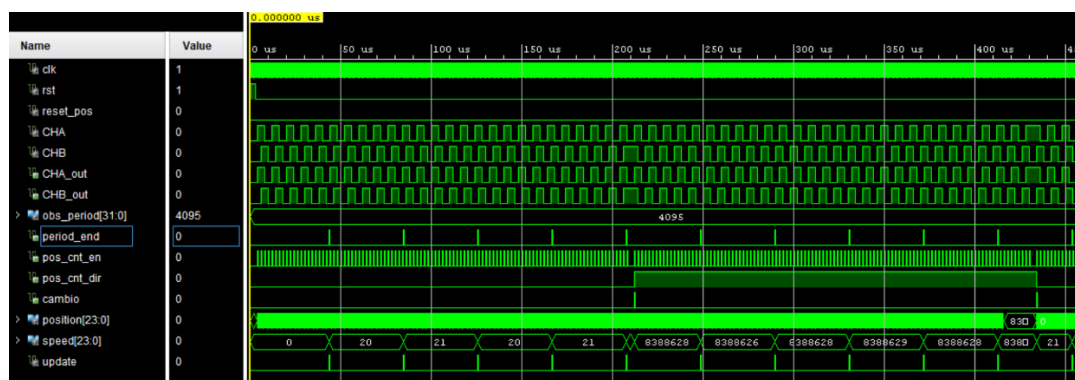 0.000000 us
Name Value 0 us 50 us 100 us 150 us 200 us 250 us 300 us 350 us 400 us
clk 1
rst 1
reset_pos 0
CHA 0
CHB 0
CHA_out 0
CHB_out 0
obs_period[31:0] 4095 4095
period_end 0
pos_cnt_en 0
pos_cnt_dir 0
cambio 0
position[23:0] 0 83 0
speed[23:0] 0 0 20 21 20 21 8388628 8388626 8388628 8388629 8388628 838 21
update 0